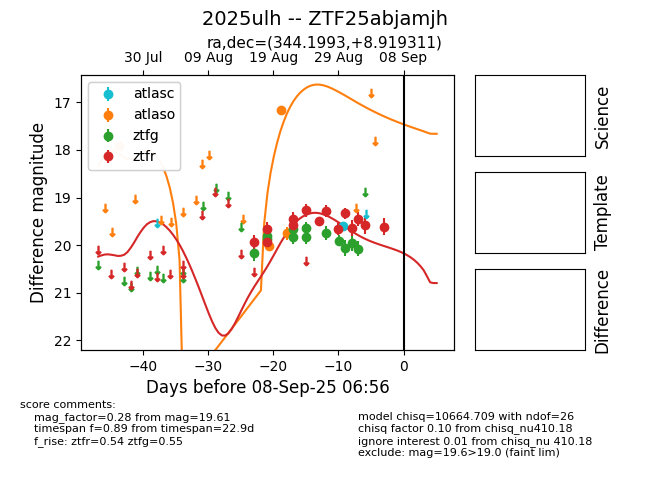 2025ulh -- ZTF25abjamjh
ra,dec=(344.1993,+8.919311)
30 Jul 09 Aug 19 Aug 29 Aug 08 Sep
atlasc
atlaso
ztfg
ztfr
17
18
19
20
21
22
Difference magnitude
−40 −30 −20 −10 0
Days before 08-Sep-25 06:56
Science
Template
Difference
score comments:
mag_factor=0.28 from mag=19.61
timespan f=0.89 from timespan=22.9d
f_rise: ztfr=0.54 ztfg=0.55
model chisq=10664.709 with ndof=26
chisq factor 0.10 from chisq_nu410.18
ignore interest 0.01 from chisq_nu 410.18
exclude: mag=19.6>19.0 (faint lim)